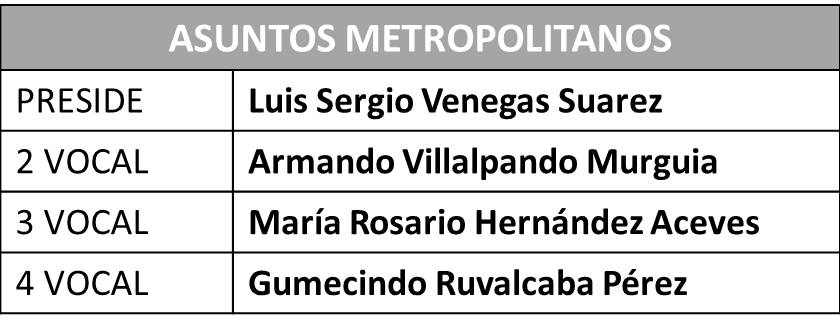 ASUNTOS METROPOLITANOS
PRESIDE Luis Sergio Venegas Suarez
2 VOCAL Armando Villalpando Murguia
3 VOCAL María Rosario Hernández Aceves
4 VOCAL Gumecindo Ruvalcaba Pérez